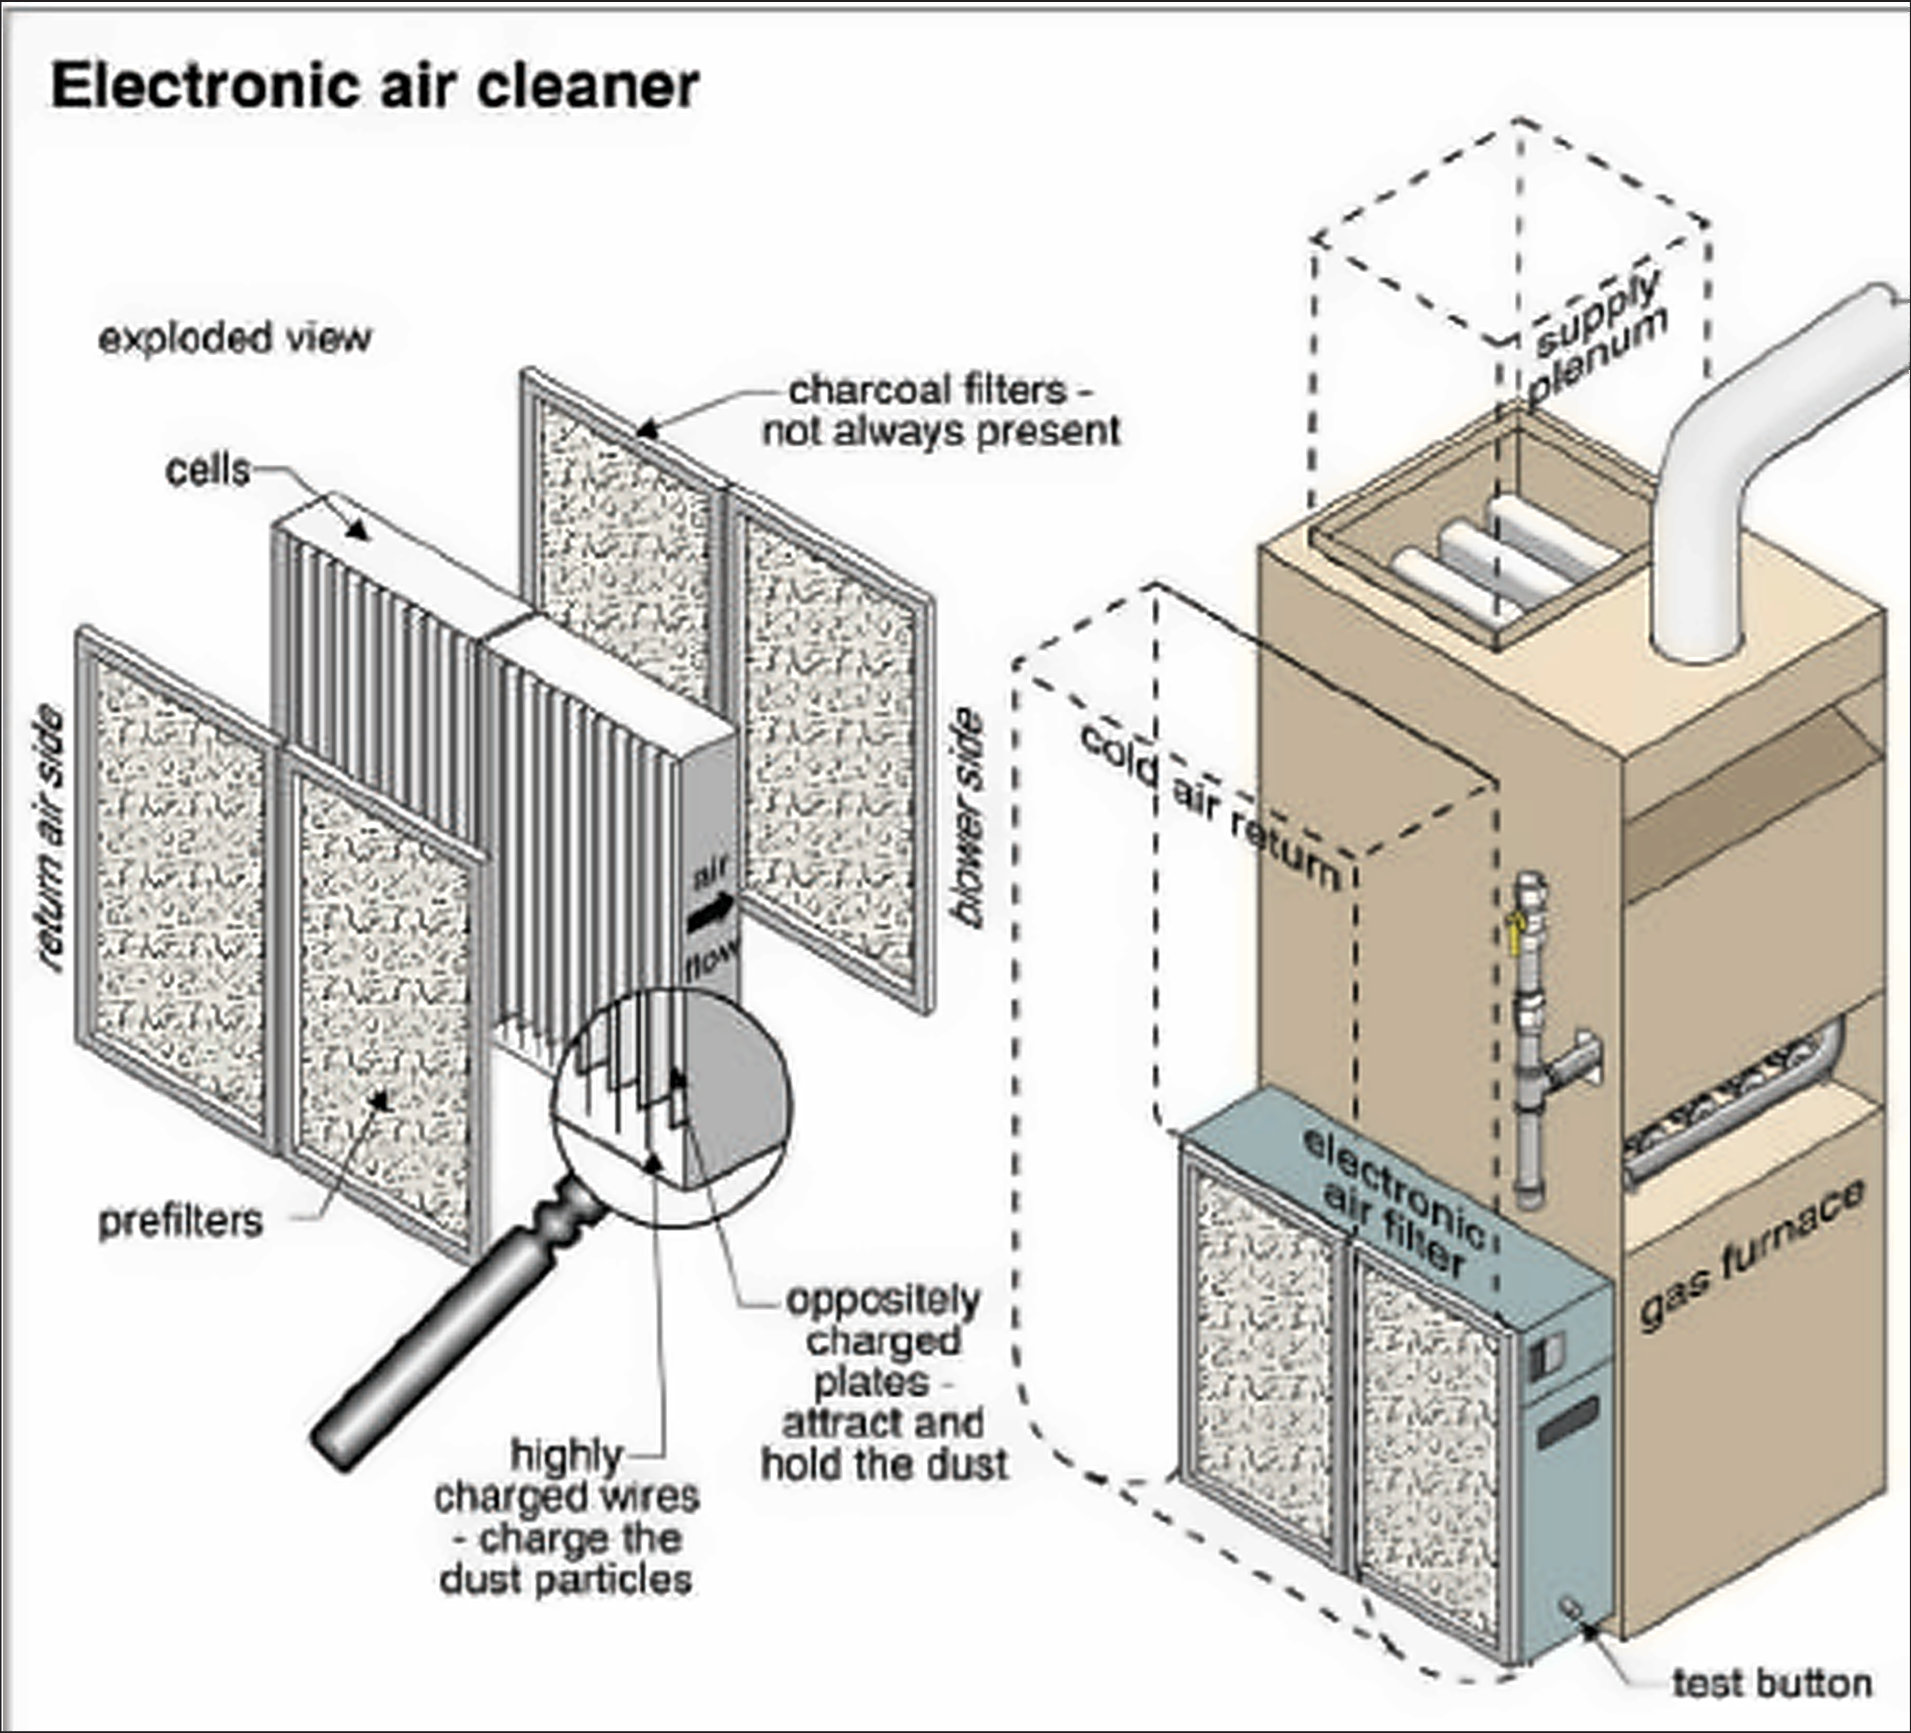 Electronic air cleaner
exploded view
charcoal filters -
not always present
cells
supply
plenum
return air side
blower side
cold air return
air
flow
prefilters
electronic
air filter
gas furnace
oppositely
charged
plates -
attract and
hold the dust
highly
charged wires
- charge the
dust particles
test button